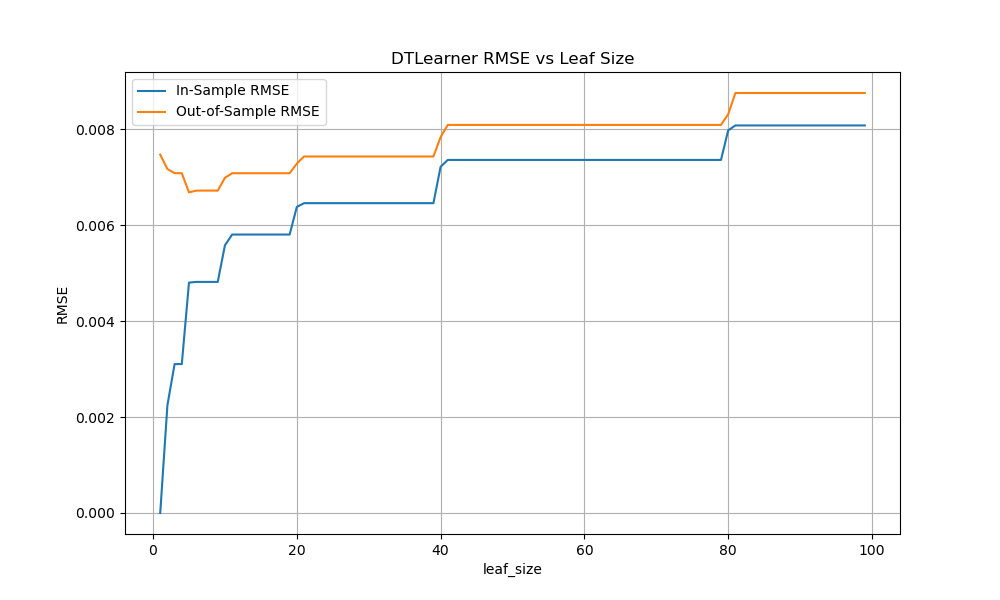 DTLearner RMSE vs Leaf Size
In-Sample RMSE
Out-of-Sample RMSE
RMSE
0.008
0.006
0.004
0.002
0.000
0 20 40 60 80 100
leaf_size